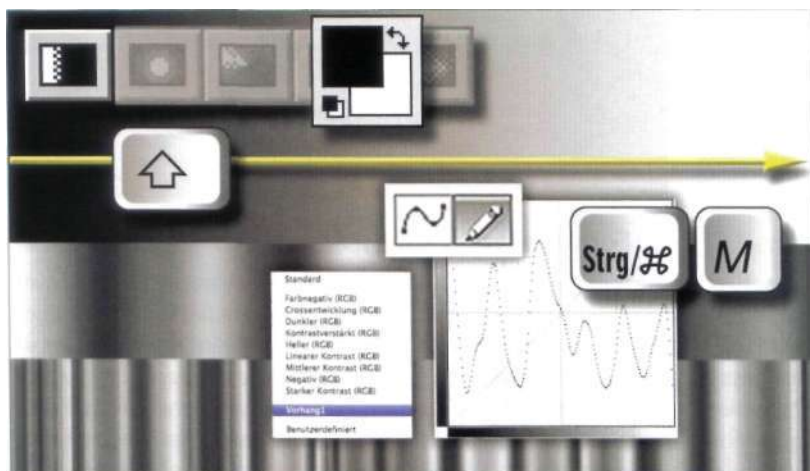 Strg/⌘
M
Standard
Farbnegativ (RGB)
Crossentwicklung (RGB)
Dunkler (RGB)
Kontrastverstärkt (RGB)
Heller (RGB)
Linearer Kontrast (RGB)
Mittlerer Kontrast (RGB)
Negativ (RGB)
Starker Kontrast (RGB)
Vorhang1
Benutzerdefiniert